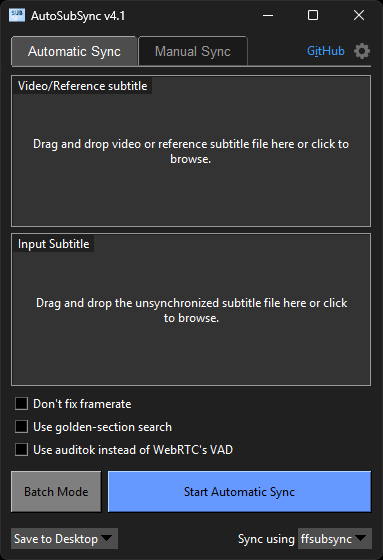 SUB
AutoSubSync v4.1
Automatic Sync
Manual Sync
GitHub
Video/Reference subtitle
Drag and drop video or reference subtitle file here or click to
browse.
Input Subtitle
Drag and drop the unsynchronized subtitle file here or click
to browse.
Don't fix framerate
Use golden-section search
Use auditok instead of WebRTC's VAD
Batch Mode
Start Automatic Sync
Save to Desktop
Sync using
ffsubsync